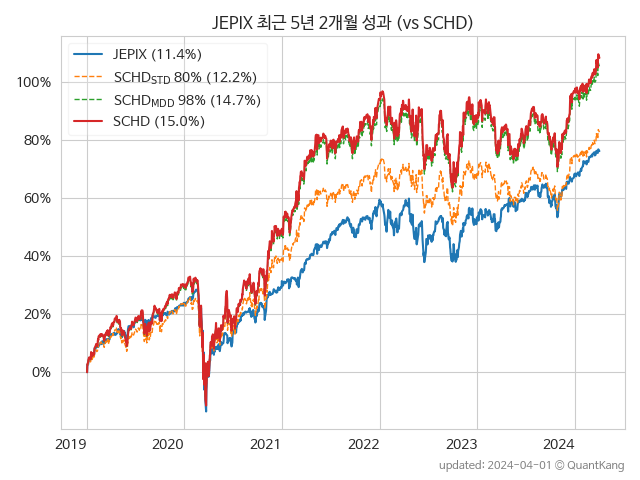 JEPIX 최근 5년 2개월 성과 (vs SCHD)
JEPIX (11.4%)
SCHD_STD 80% (12.2%)
SCHD_MDD 98% (14.7%)
SCHD (15.0%)
100%
80%
60%
40%
20%
0%
2019 2020 2021 2022 2023 2024
updated: 2024-04-01 © QuantKang